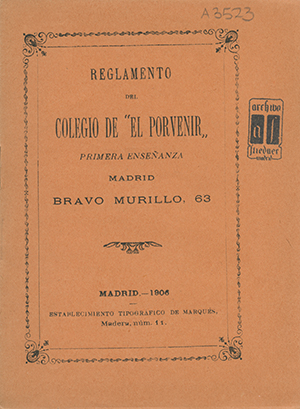 A3523
REGLAMENTO
DEL
COLEGIO DE "EL PORVENIR„
PRIMERA ENSEÑANZA
MADRID
BRAVO MURILLO, 63
archivo
fliedner
madrid
MADRID.—1906
ESTABLECIMIENTO TIPOGRÁFICO DE MARQUÉS,
Madera, núm. 11.